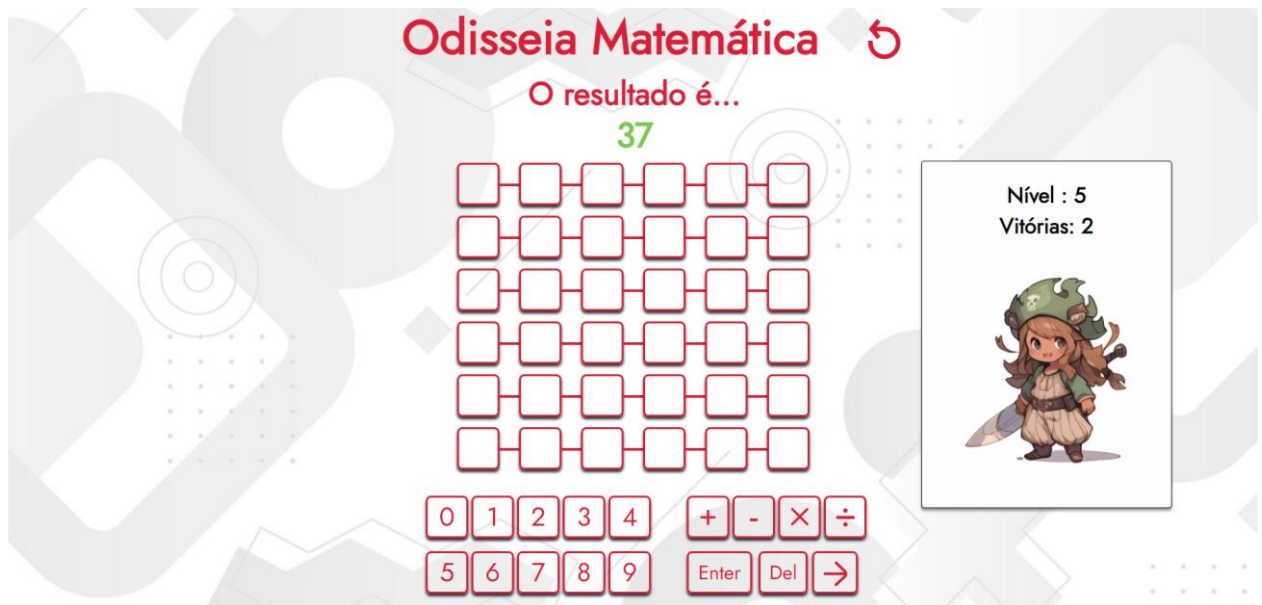 Odisseia Matemática
O resultado é...
37
Nível : 5
Vitórias: 2
0 1 2 3 4 + - × ÷
5 6 7 8 9 Enter Del →